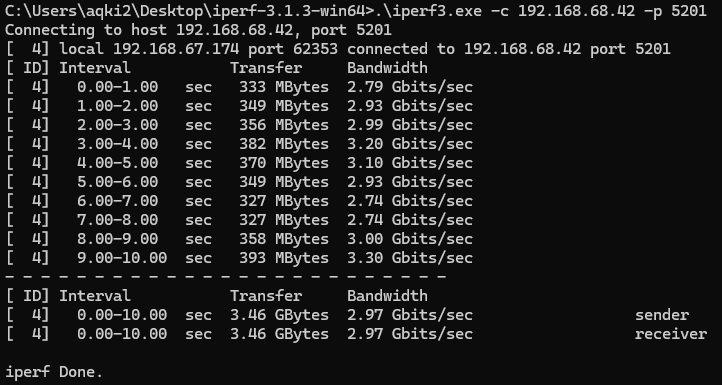 C:\Users\aqki2\Desktop\iperf-3.1.3-win64>.\iperf3.exe -c 192.168.68.42 -p 5201
Connecting to host 192.168.68.42, port 5201
[  4] local 192.168.67.174 port 62353 connected to 192.168.68.42 port 5201
[ ID] Interval           Transfer     Bandwidth
[  4]   0.00-1.00   sec   333 MBytes  2.79 Gbits/sec
[  4]   1.00-2.00   sec   349 MBytes  2.93 Gbits/sec
[  4]   2.00-3.00   sec   356 MBytes  2.99 Gbits/sec
[  4]   3.00-4.00   sec   382 MBytes  3.20 Gbits/sec
[  4]   4.00-5.00   sec   370 MBytes  3.10 Gbits/sec
[  4]   5.00-6.00   sec   349 MBytes  2.93 Gbits/sec
[  4]   6.00-7.00   sec   327 MBytes  2.74 Gbits/sec
[  4]   7.00-8.00   sec   327 MBytes  2.74 Gbits/sec
[  4]   8.00-9.00   sec   358 MBytes  3.00 Gbits/sec
[  4]   9.00-10.00  sec   393 MBytes  3.30 Gbits/sec
- - - - - - - - - - - - - - - - - - - - - - - - -
[ ID] Interval           Transfer     Bandwidth
[  4]   0.00-10.00  sec  3.46 GBytes  2.97 Gbits/sec                  sender
[  4]   0.00-10.00  sec  3.46 GBytes  2.97 Gbits/sec                  receiver
iperf Done.